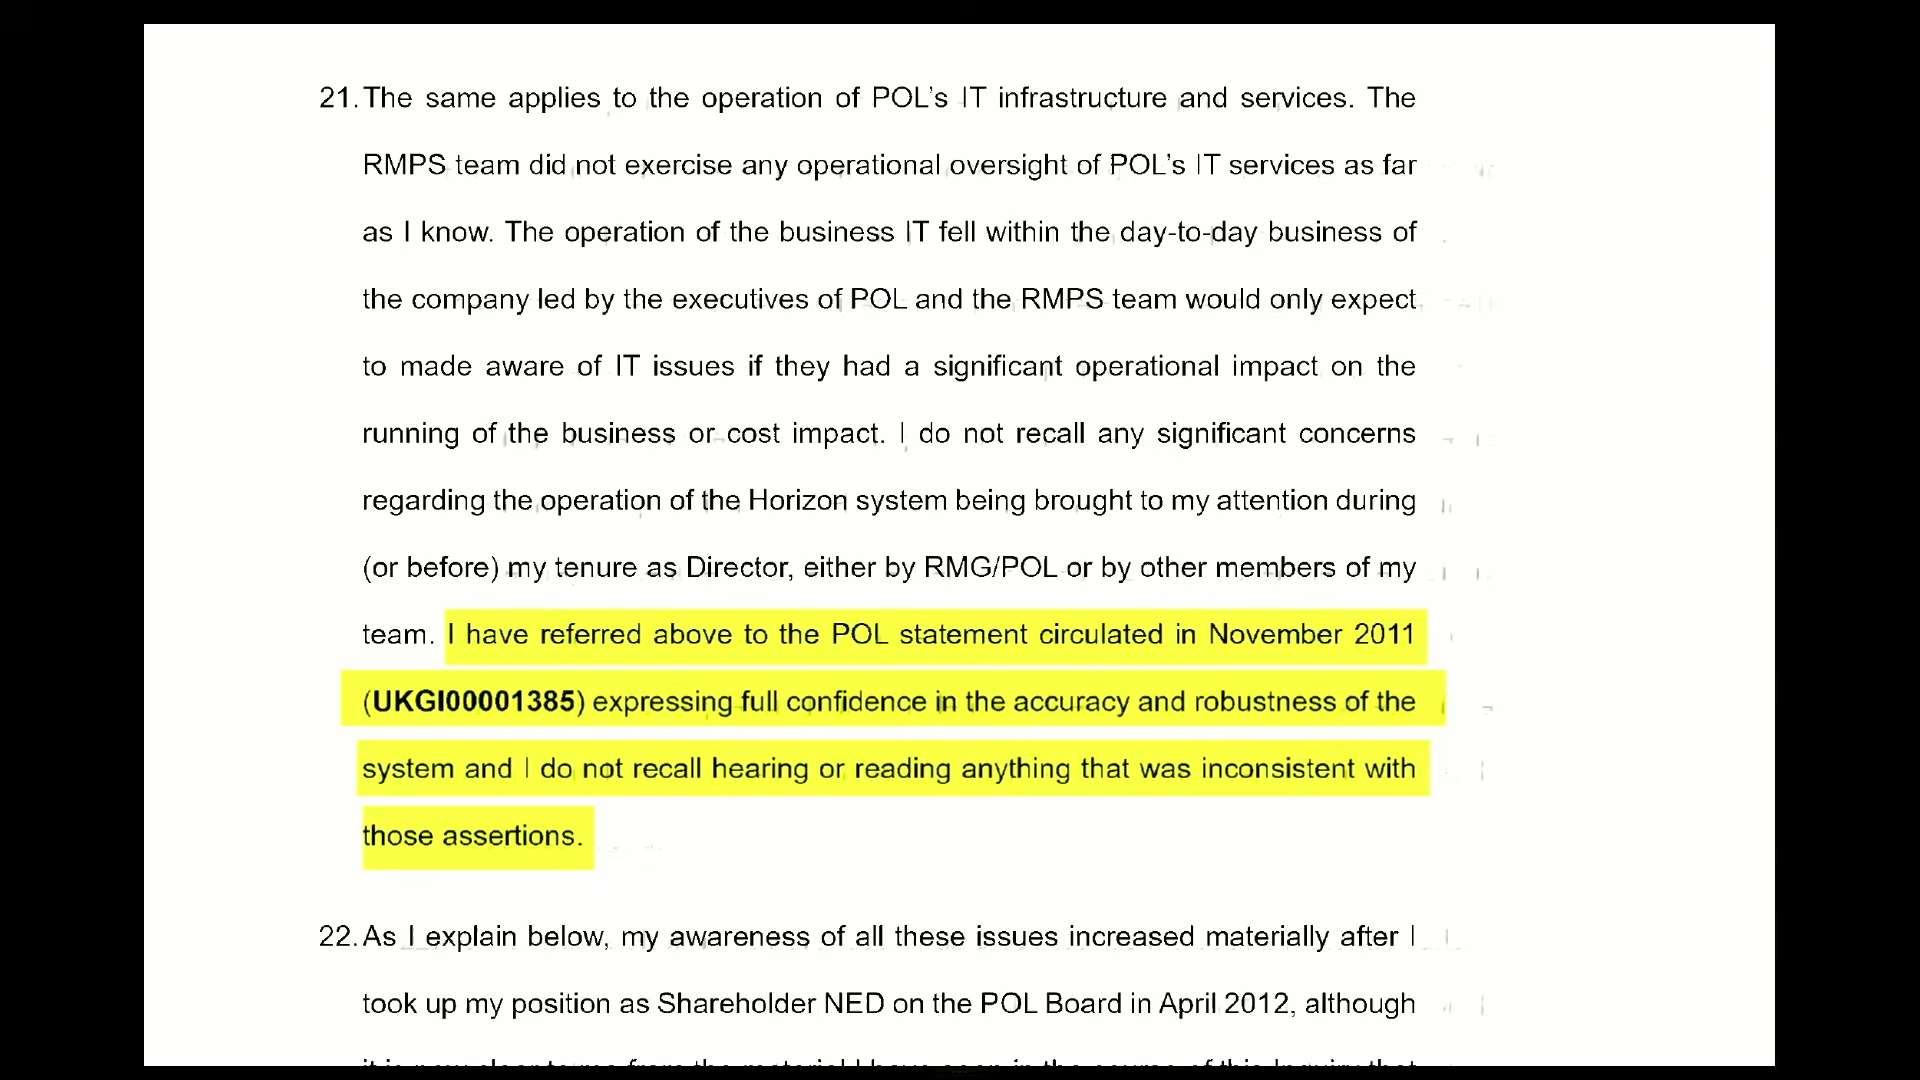 21. The same applies to the operation of POL’s IT infrastructure and services. The
RMPS team did not exercise any operational oversight of POL’s IT services as far
as I know. The operation of the business IT fell within the day-to-day business of
the company led by the executives of POL and the RMPS team would only expect
to made aware of IT issues if they had a significant operational impact on the
running of the business or cost impact. I do not recall any significant concerns
regarding the operation of the Horizon system being brought to my attention during
(or before) my tenure as Director, either by RMG/POL or by other members of my
team. I have referred above to the POL statement circulated in November 2011
(UKGI00001385) expressing full confidence in the accuracy and robustness of the
system and I do not recall hearing or reading anything that was inconsistent with
those assertions.
22. As I explain below, my awareness of all these issues increased materially after I
took up my position as Shareholder NED on the POL Board in April 2012, although